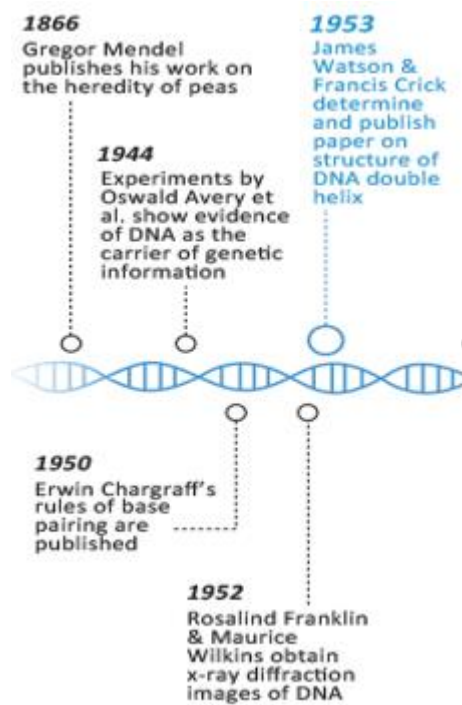 1866
Gregor Mendel
publishes his work on
the heredity of peas
1944
Experiments by
Oswald Avery et
al. show evidence
of DNA as the
carrier of genetic
information
1953
James
Watson &
Francis Crick
determine
and publish
paper on
structure of
DNA double
helix
1950
Erwin Chargraff's
rules of base
pairing are
published
1952
Rosalind Franklin
& Maurice
Wilkins obtain
x-ray diffraction
images of DNA